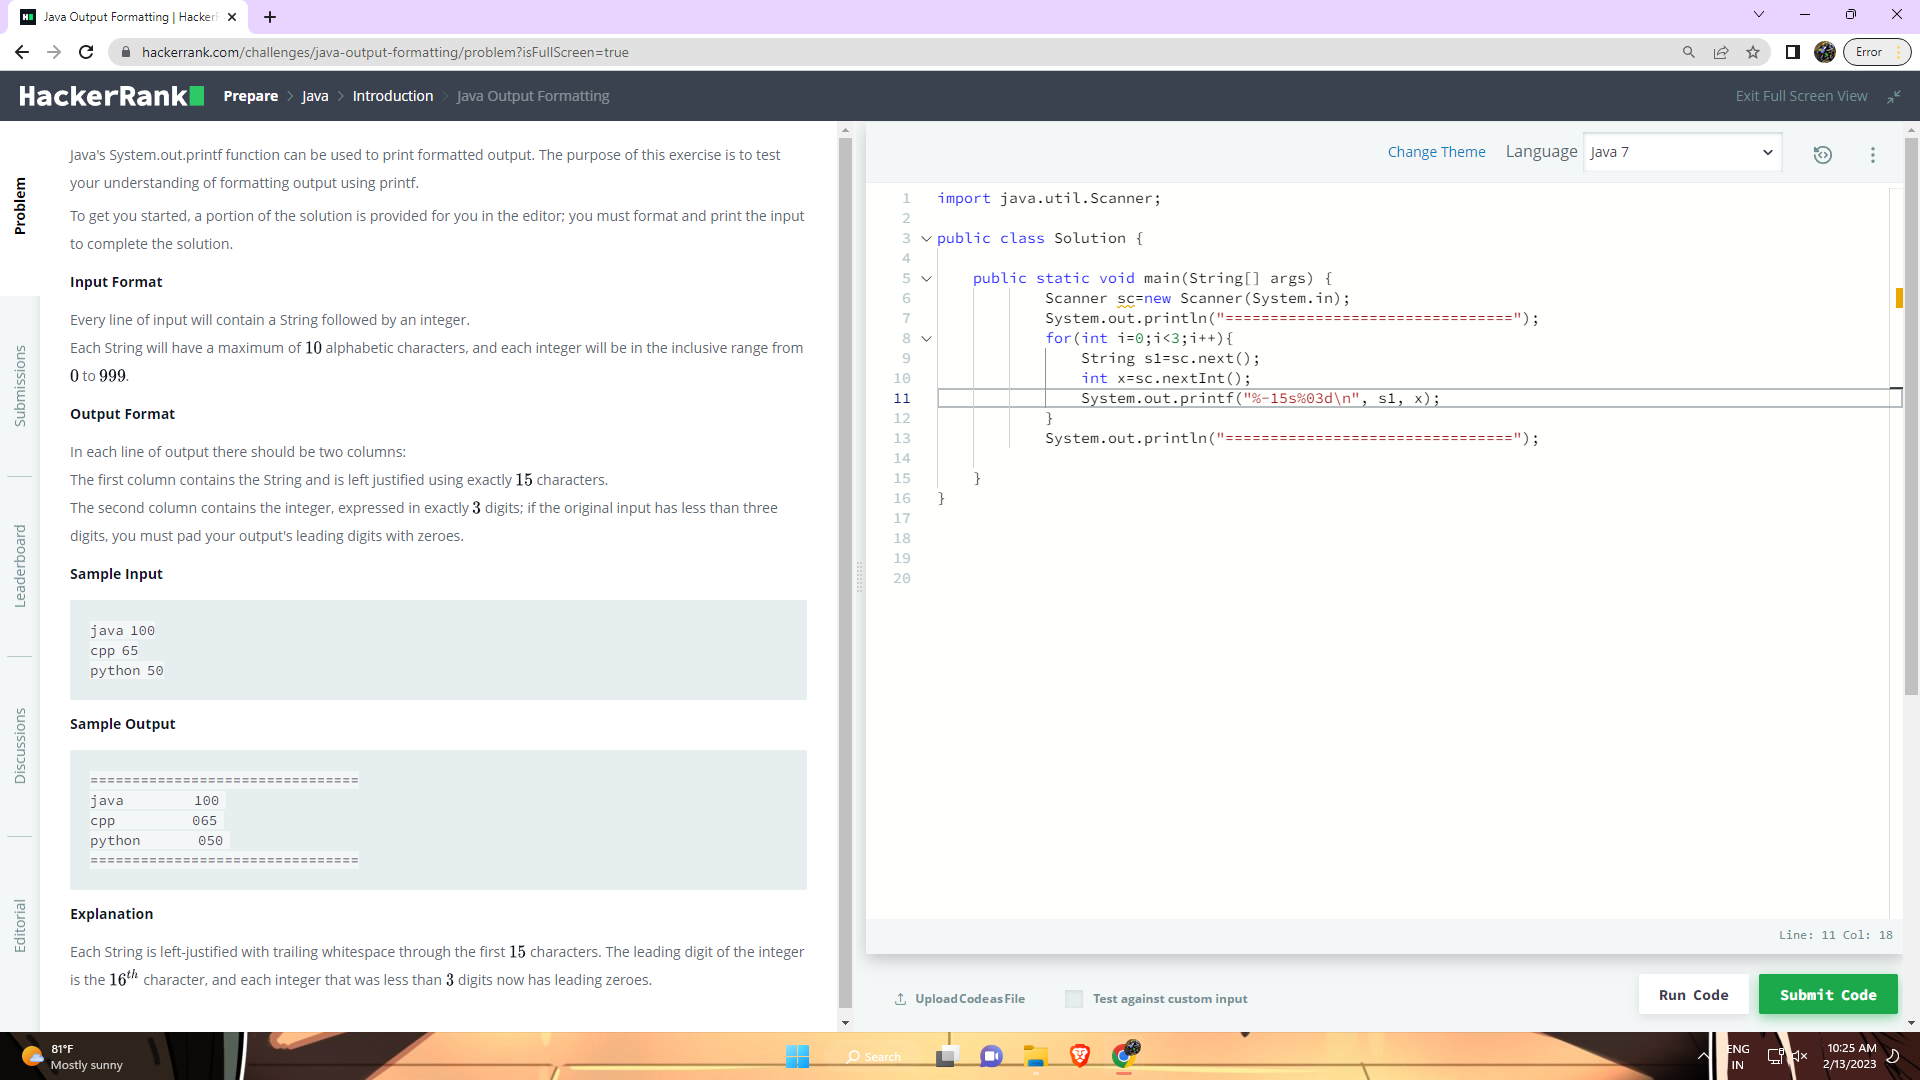 Java Output Formatting | HackerF
hackerrank.com/challenges/java-output-formatting/problem?isFullScreen=true
Error
HackerRank
Prepare > Java > Introduction > Java Output Formatting
Exit Full Screen View
Problem
Submissions
Leaderboard
Discussions
Editorial
Java's System.out.printf function can be used to print formatted output. The purpose of this exercise is to test
your understanding of formatting output using printf.
To get you started, a portion of the solution is provided for you in the editor; you must format and print the input
to complete the solution.
Input Format
Every line of input will contain a String followed by an integer.
Each String will have a maximum of 10 alphabetic characters, and each integer will be in the inclusive range from
0 to 999.
Output Format
In each line of output there should be two columns:
The first column contains the String and is left justified using exactly 15 characters.
The second column contains the integer, expressed in exactly 3 digits; if the original input has less than three
digits, you must pad your output's leading digits with zeroes.
Sample Input
java 100
cpp 65
python 50
Sample Output
================================
java           100
cpp            065
python         050
================================
Explanation
Each String is left-justified with trailing whitespace through the first 15 characters. The leading digit of the integer
is the 16th character, and each integer that was less than 3 digits now has leading zeroes.
Change Theme
Language
Java 7
1 import java.util.Scanner;
2
3 public class Solution {
4
5     public static void main(String[] args) {
6             Scanner sc=new Scanner(System.in);
7             System.out.println("================================");
8             for(int i=0;i<3;i++){
9                 String s1=sc.next();
10                 int x=sc.nextInt();
11                 System.out.printf("%-15s%03d\n", s1, x);
12             }
13             System.out.println("================================");
14
15     }
16 }
17
18
19
20
Line: 11 Col: 18
Upload Code as File
Test against custom input
Run Code
Submit Code
81°F
Mostly sunny
Search
ENG
IN
10:25 AM
2/13/2023